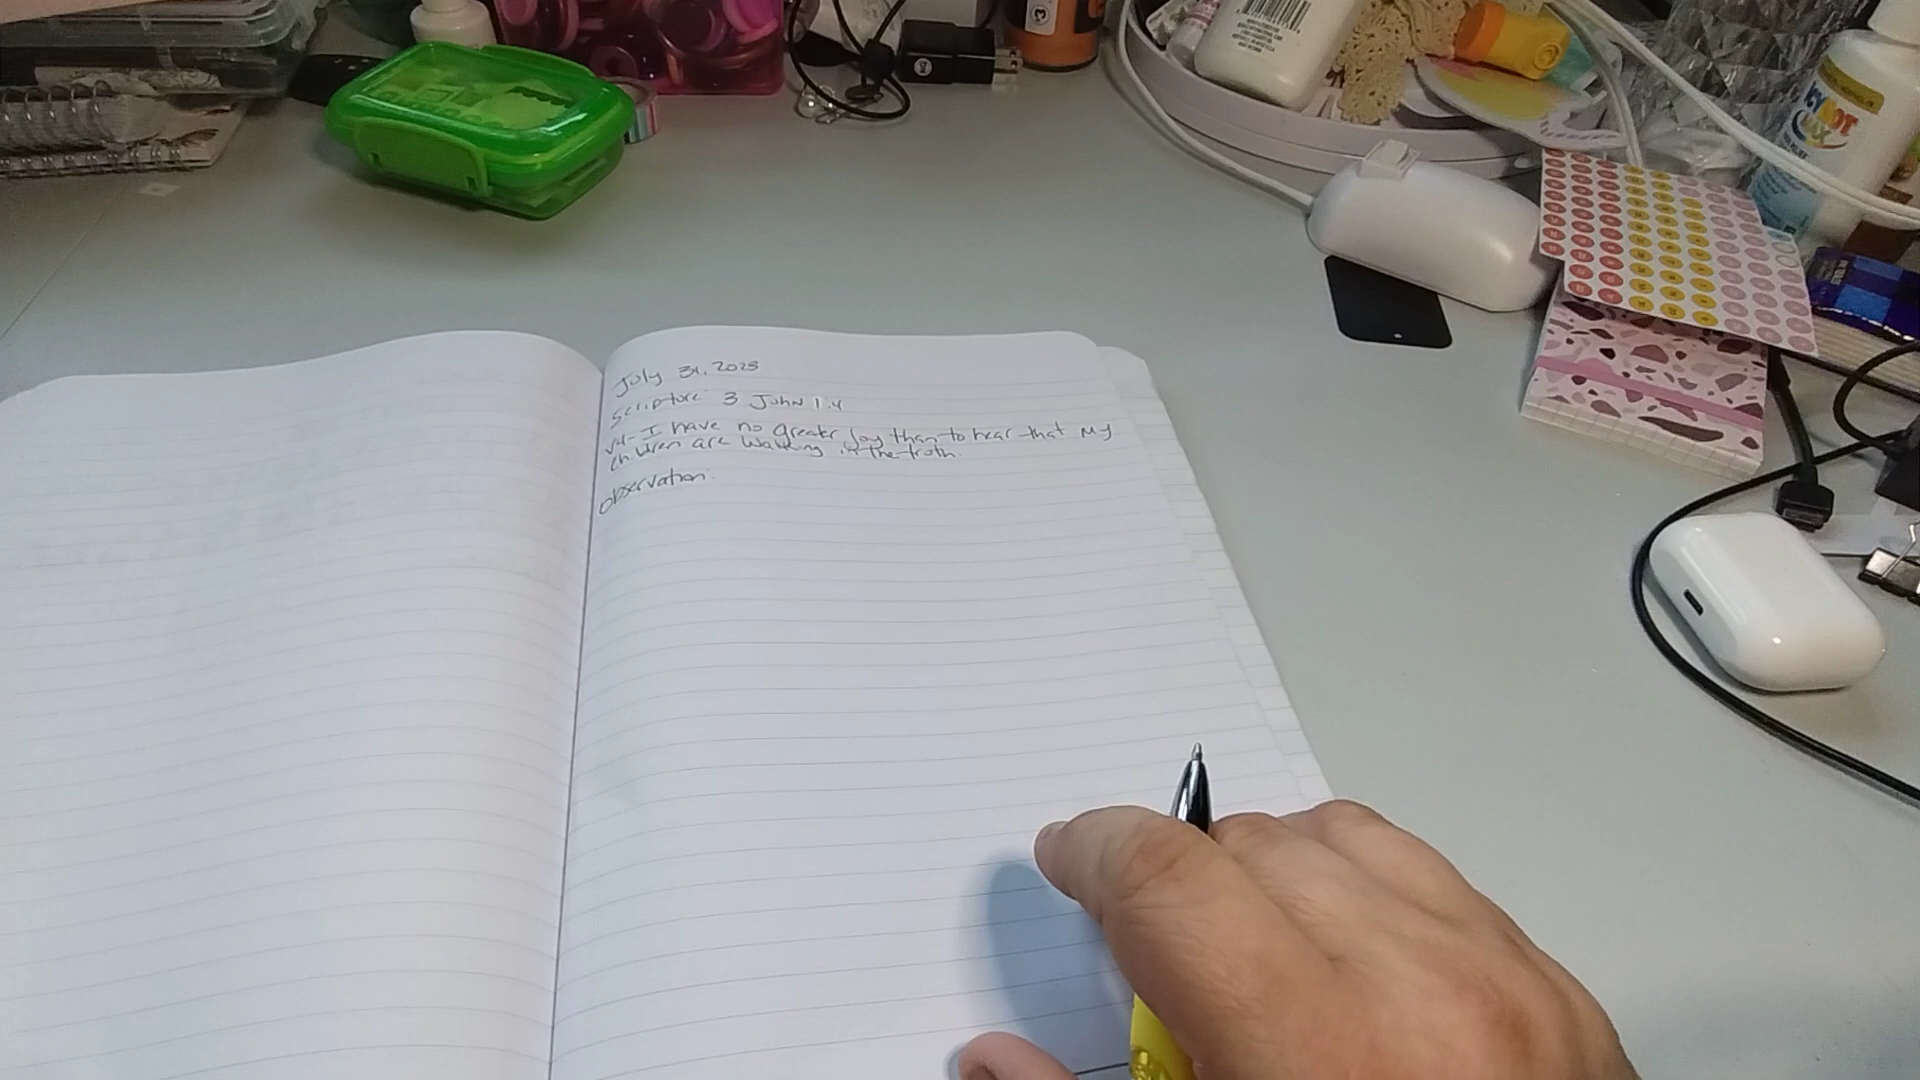 July 31, 2025
Scripture: 3 John 1:4
v4- I have no greater joy than to hear that my
children are walking in the truth.
Observation: